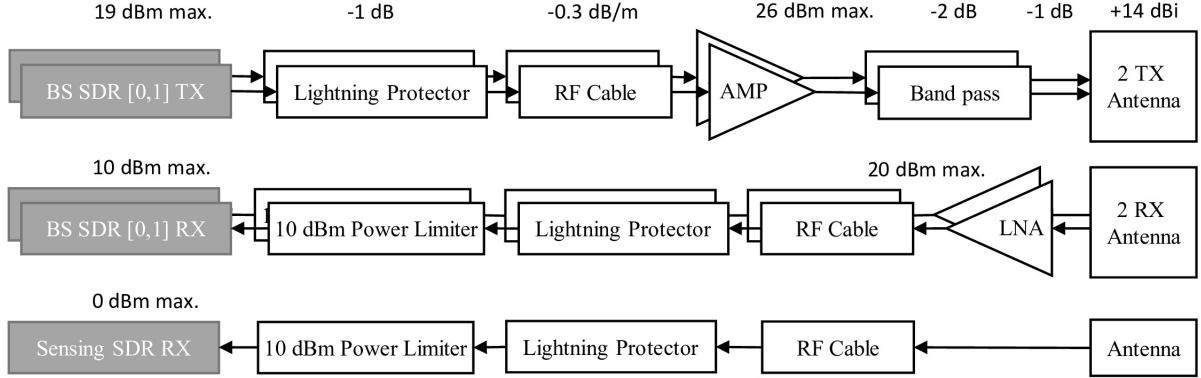 19 dBm max. -1 dB -0.3 dB/m 26 dBm max. -2 dB -1 dB +14 dBi
BS SDR [0,1] TX Lightning Protector RF Cable AMP Band pass 2 TX
Antenna
10 dBm max. 20 dBm max.
BS SDR [0,1] RX 10 dBm Power Limiter Lightning Protector RF Cable LNA 2 RX
Antenna
0 dBm max.
Sensing SDR RX 10 dBm Power Limiter Lightning Protector RF Cable Antenna